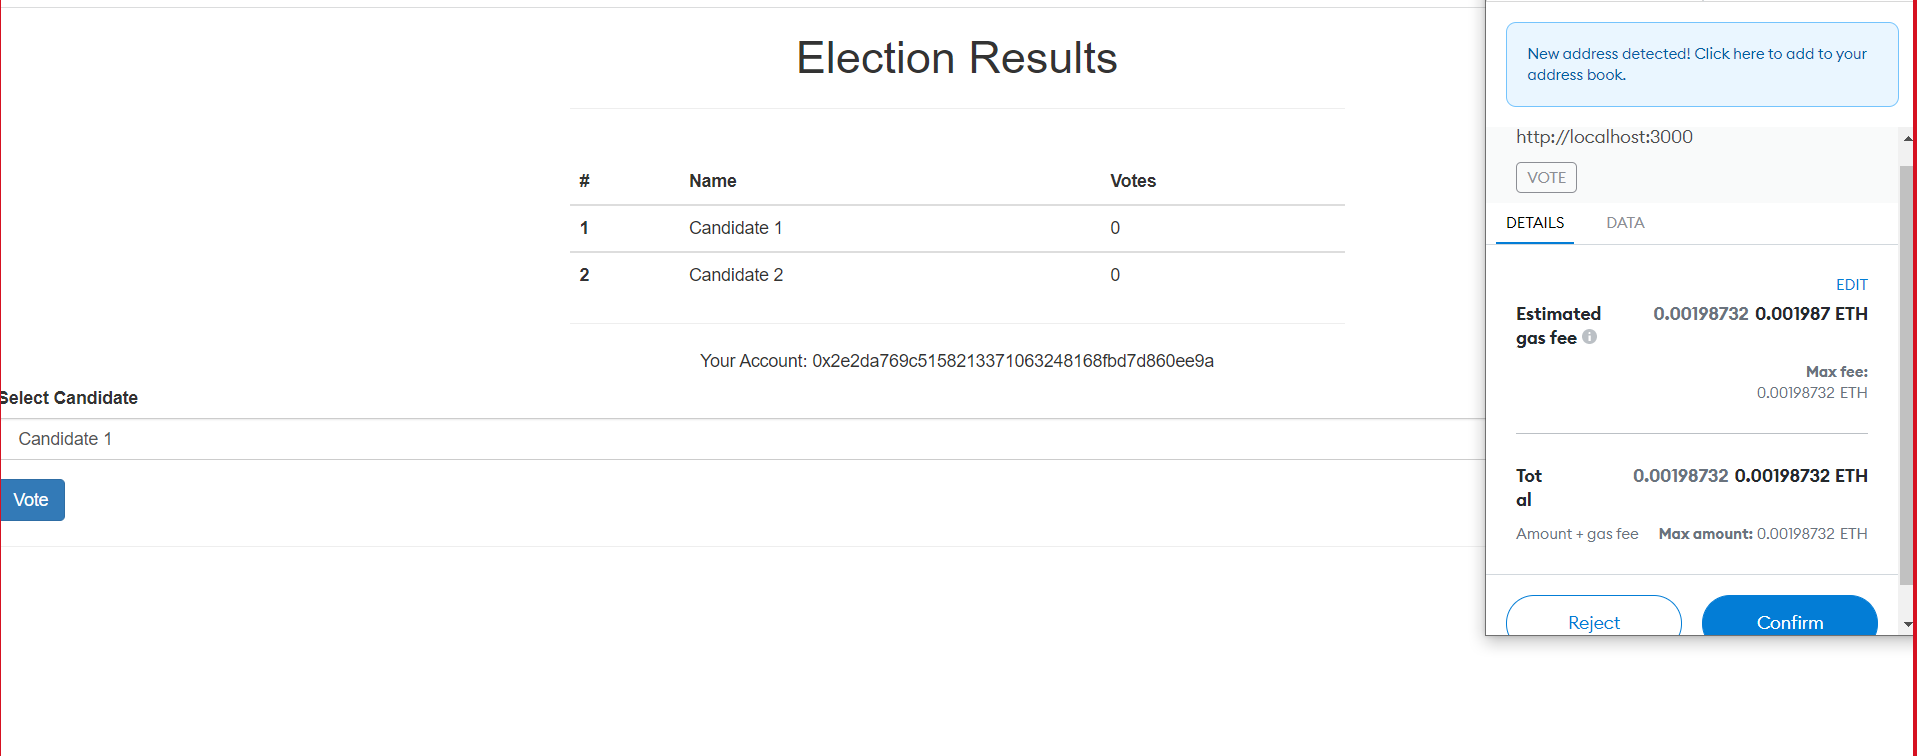 Election Results
# Name Votes
1 Candidate 1 0
2 Candidate 2 0
Your Account: 0x2e2da769c5158213371063248168fbd7d860ee9a
Select Candidate
Candidate 1
Vote
New address detected! Click here to add to your
address book.
http://localhost:3000
VOTE
DETAILS DATA
EDIT
Estimated 0.00198732 0.001987 ETH
gas fee
Max fee:
0.00198732 ETH
Tot 0.00198732 0.00198732 ETH
al
Amount + gas fee Max amount: 0.00198732 ETH
Reject Confirm